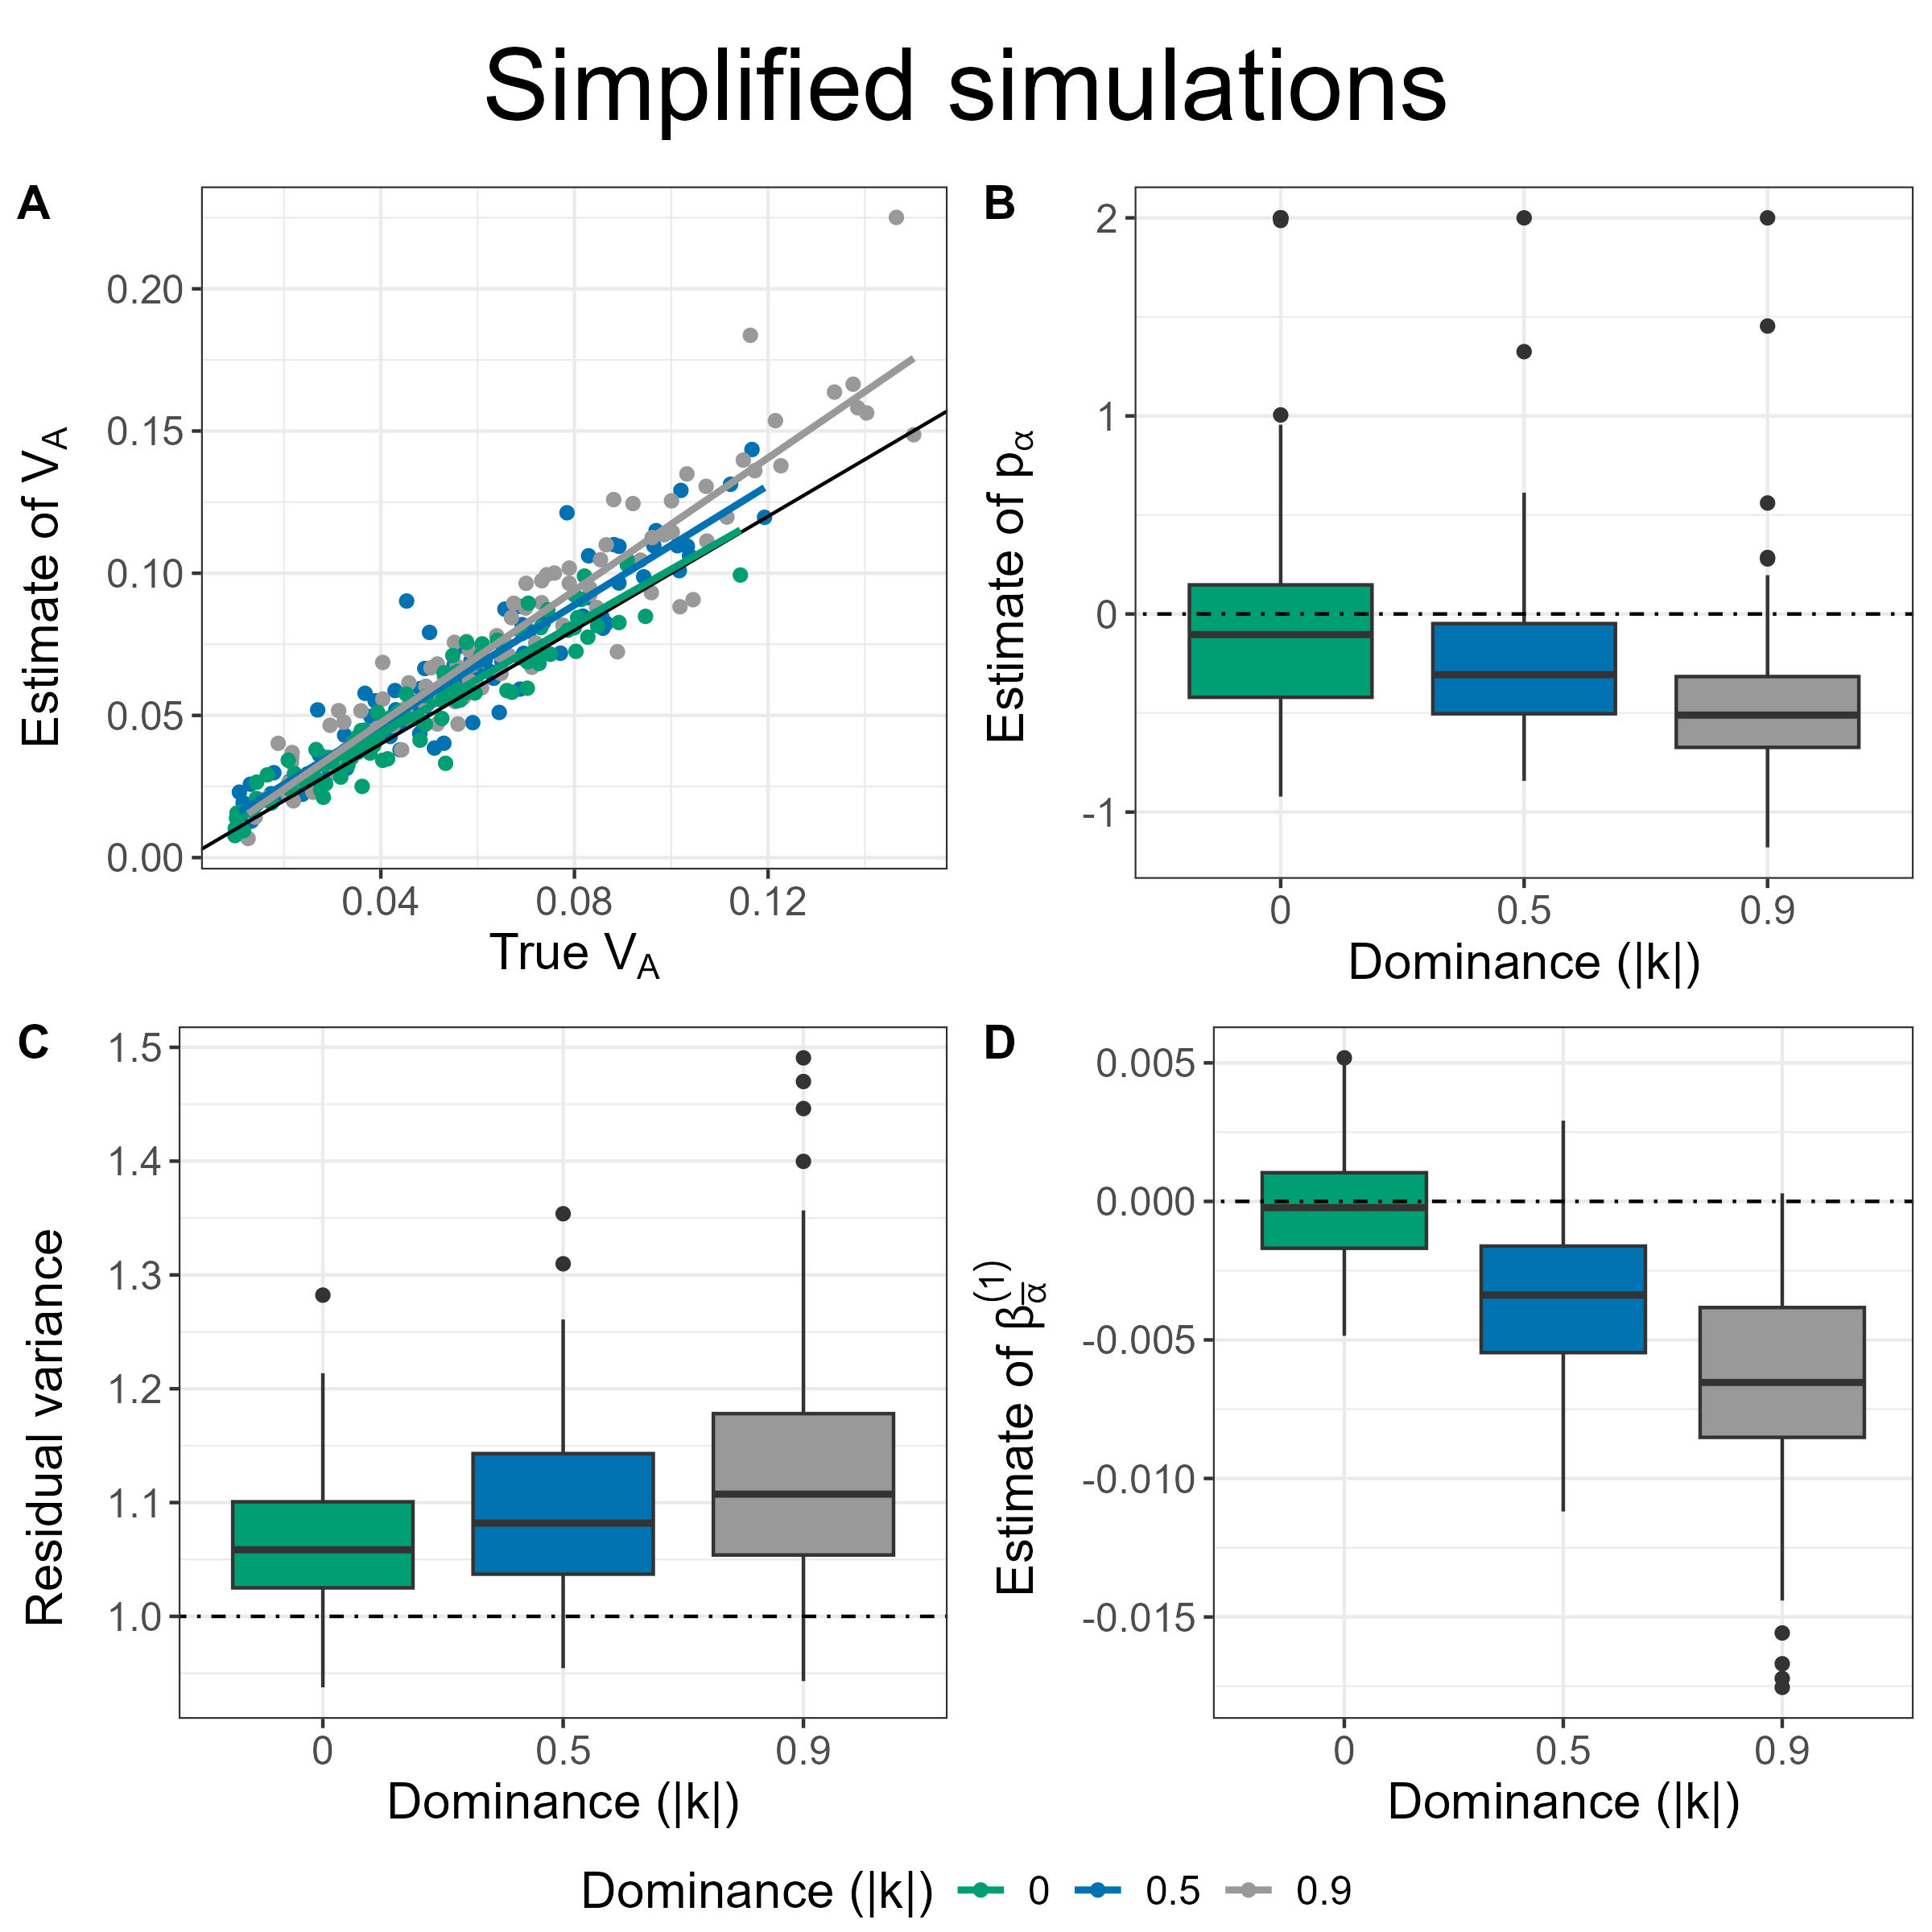 Simplified simulations
A
Estimate of V_A
0.20
0.15
0.10
0.05
0.00
0.04 0.08 0.12
True V_A
B
Estimate of p_α
2
1
0
-1
0 0.5 0.9
Dominance (|k|)
C
Residual variance
1.5
1.4
1.3
1.2
1.1
1.0
0 0.5 0.9
Dominance (|k|)
D
Estimate of β_α̅^(1)
0.005
0.000
-0.005
-0.010
-0.015
0 0.5 0.9
Dominance (|k|)
Dominance (|k|) 0 0.5 0.9